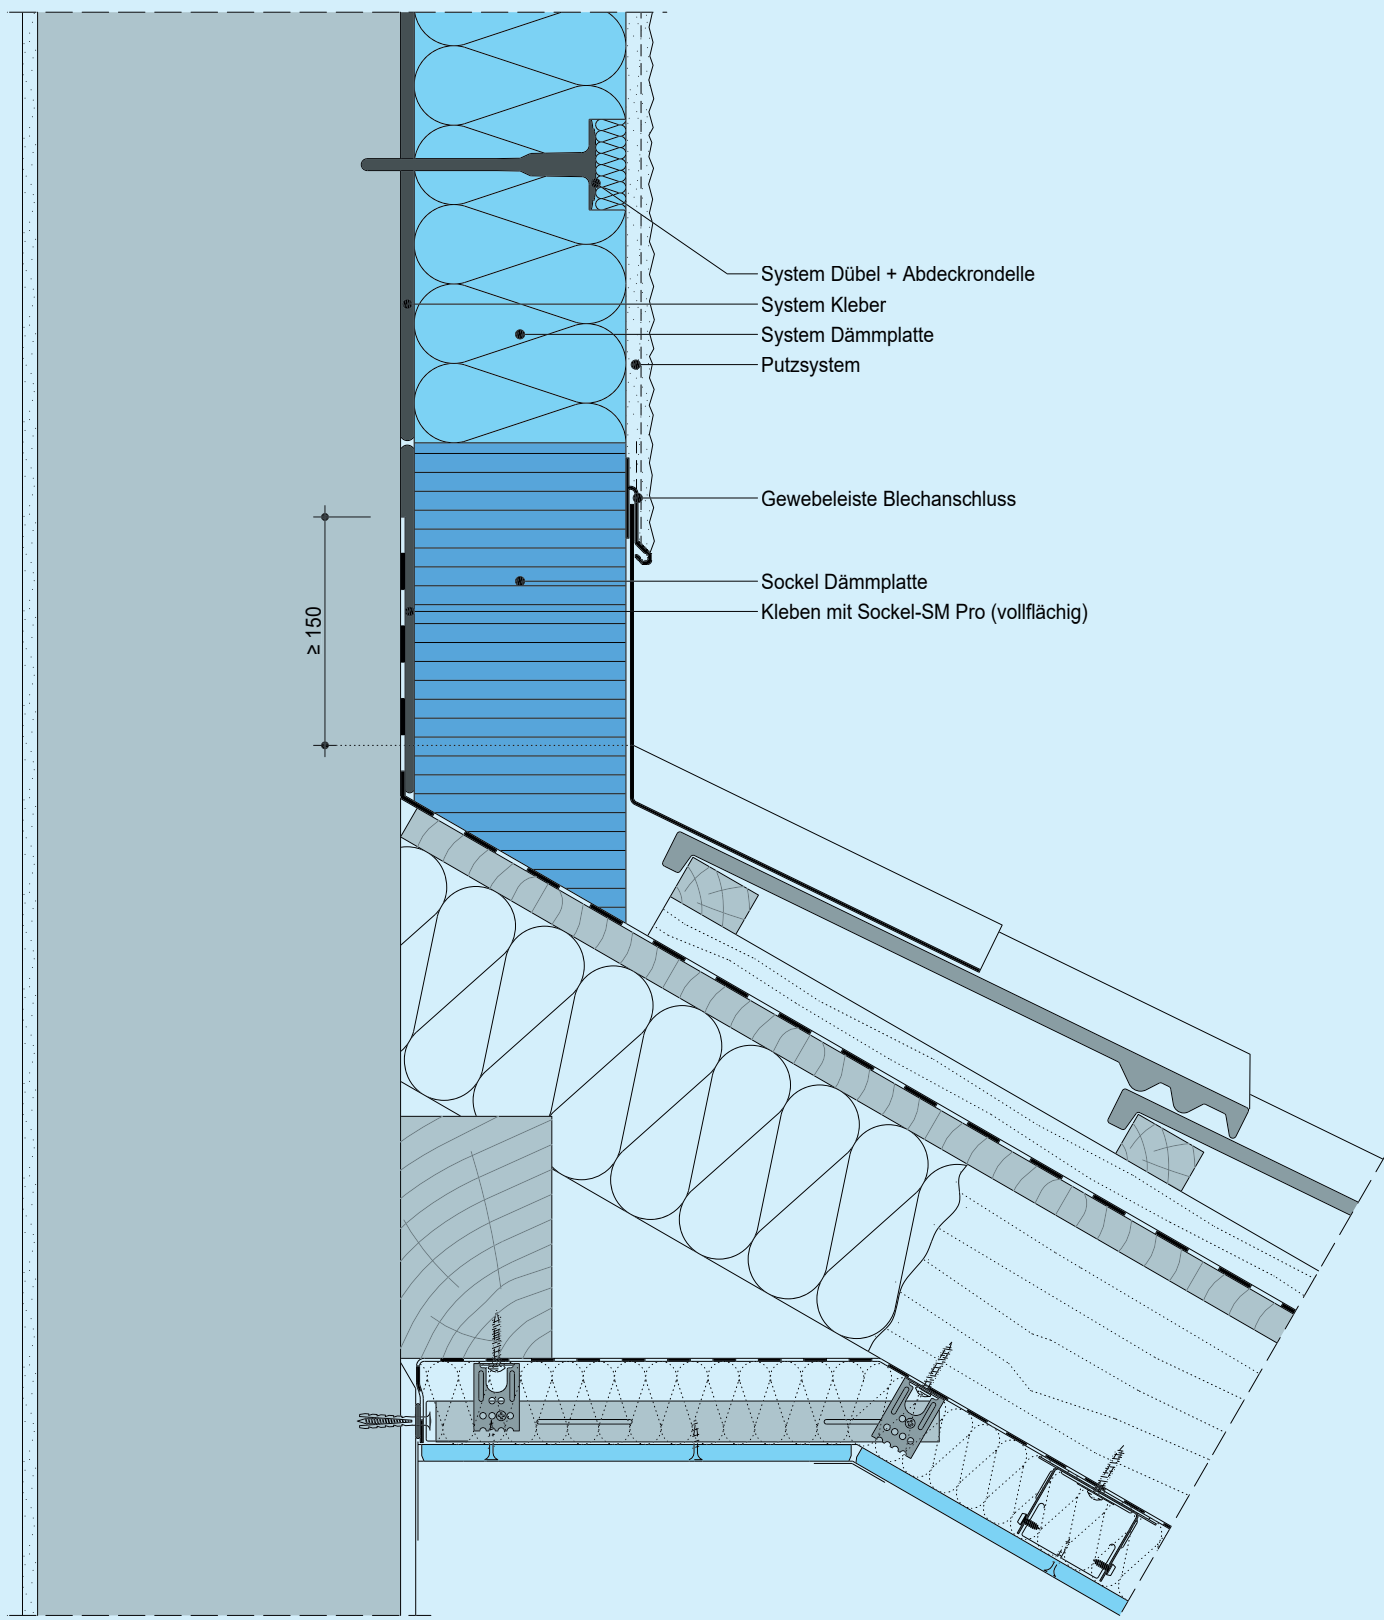 System Dübel + Abdeckrondelle
System Kleber
System Dämmplatte
Putzsystem
Gewebeleiste Blechanschluss
Sockel Dämmplatte
Kleben mit Sockel-SM Pro (vollflächig)
≥ 150